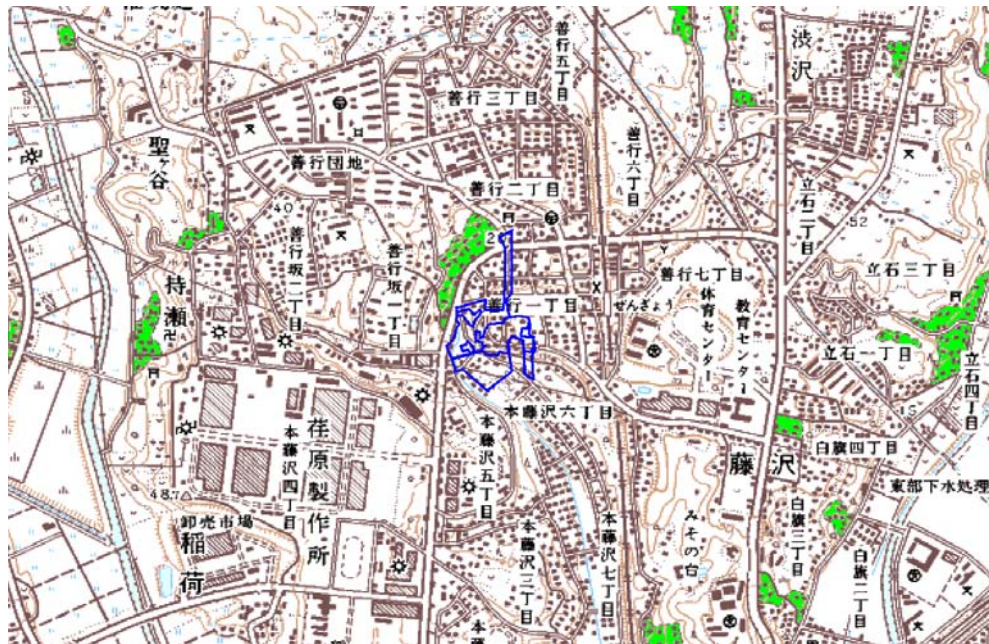 善行五丁目
渋沢
善行三丁目
聖ヶ谷
善行団地
善行六丁目
善行二丁目
立石二丁目
40
52
善行坂二丁目
善行坂一丁目
立石三丁目
善行七丁目
持瀬
善行一丁目
ぜんぎょう
体育センター
教育センター
立石一丁目
立石四丁目
本藤沢六丁目
荏原製作所
本藤沢四丁目
本藤沢五丁目
藤沢
白旗四丁目
東部下水処理
48.7
卸売市場
稲荷
本藤沢三丁目
本藤沢七丁目
みその台
白旗三丁目
白旗二丁目